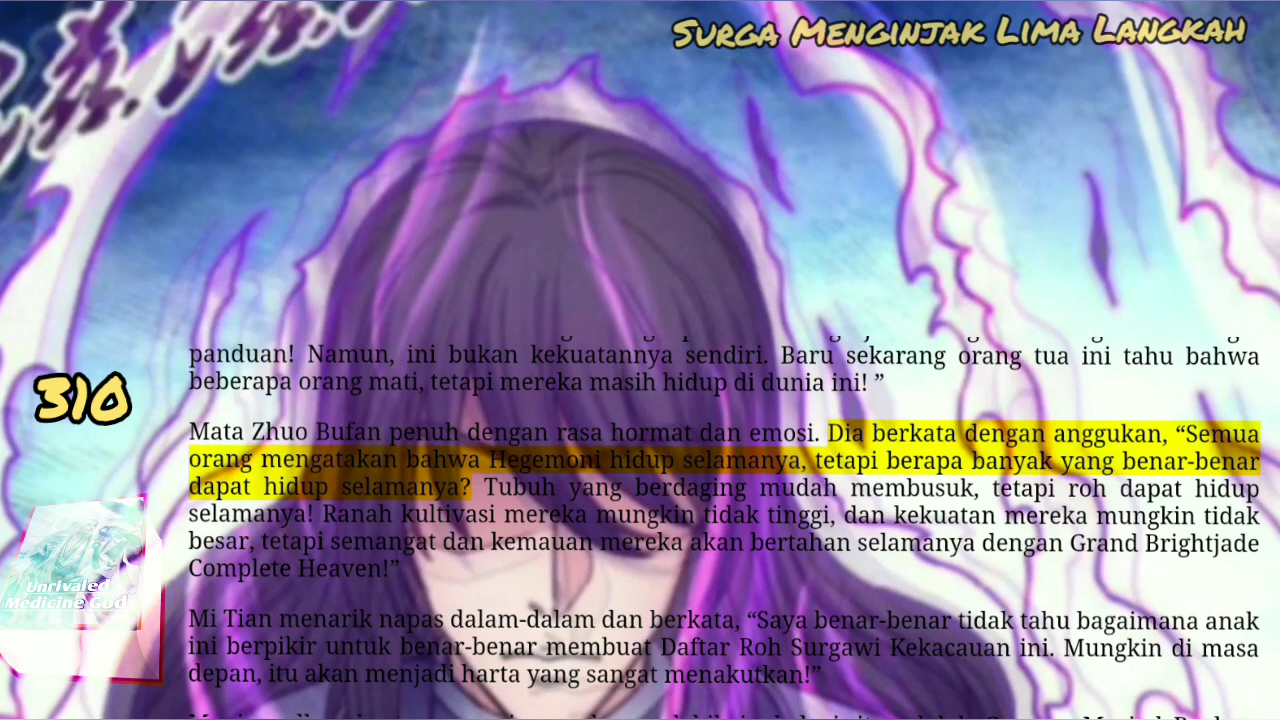 Surga Menginjak Lima Langkah
panduan! Namun, ini bukan kekuatannya sendiri. Baru sekarang orang tua ini tahu bahwa
beberapa orang mati, tetapi mereka masih hidup di dunia ini! ”
310
Mata Zhuo Bufan penuh dengan rasa hormat dan emosi. Dia berkata dengan anggukan, “Semua
orang mengatakan bahwa Hegemoni hidup selamanya, tetapi berapa banyak yang benar-benar
dapat hidup selamanya? Tubuh yang berdaging mudah membusuk, tetapi roh dapat hidup
selamanya! Ranah kultivasi mereka mungkin tidak tinggi, dan kekuatan mereka mungkin tidak
besar, tetapi semangat dan kemauan mereka akan bertahan selamanya dengan Grand Brightjade
Complete Heaven!”
Unrivaled
Medicine God
Mi Tian menarik napas dalam-dalam dan berkata, “Saya benar-benar tidak tahu bagaimana anak
ini berpikir untuk benar-benar membuat Daftar Roh Surgawi Kekacauan ini. Mungkin di masa
depan, itu akan menjadi harta yang sangat menakutkan!”